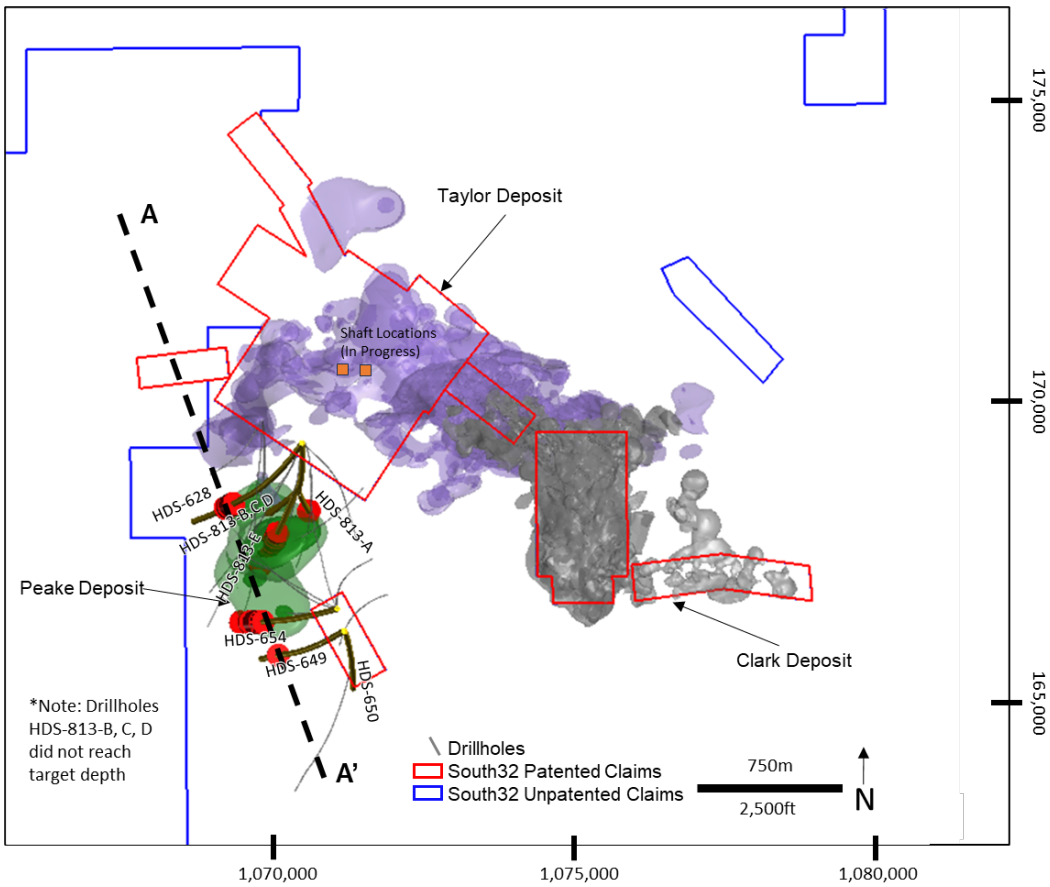 175,000
A
Taylor Deposit
Shaft Locations
(In Progress)
170,000
HDS-628
HDS-813-B,C,D
HDS-813-A
HDS-813-E
Peake Deposit
HDS-654
HDS-649
HDS-650
Clark Deposit
*Note: Drillholes
HDS-813-B, C, D
did not reach
target depth
165,000
A’
Drillholes
South32 Patented Claims
South32 Unpatented Claims
750m
2,500ft
N
1,070,000
1,075,000
1,080,000